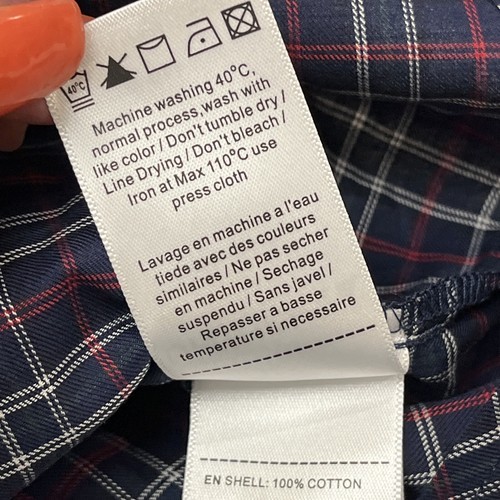 40°C
Machine washing 40°C,
normal process,wash with
like color / Don't tumble dry /
Line Drying / Don't bleach /
Iron at Max 110°C use
press cloth
Lavage en machine a l'eau
tiede avec des couleurs
similaires / Ne pas secher
en machine / Sechage
suspendu / Sans javel /
Repasser a basse
temperature si necessaire
EN SHELL: 100% COTTON